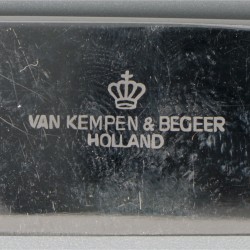 VAN KEMPEN & BEGEER
HOLLAND